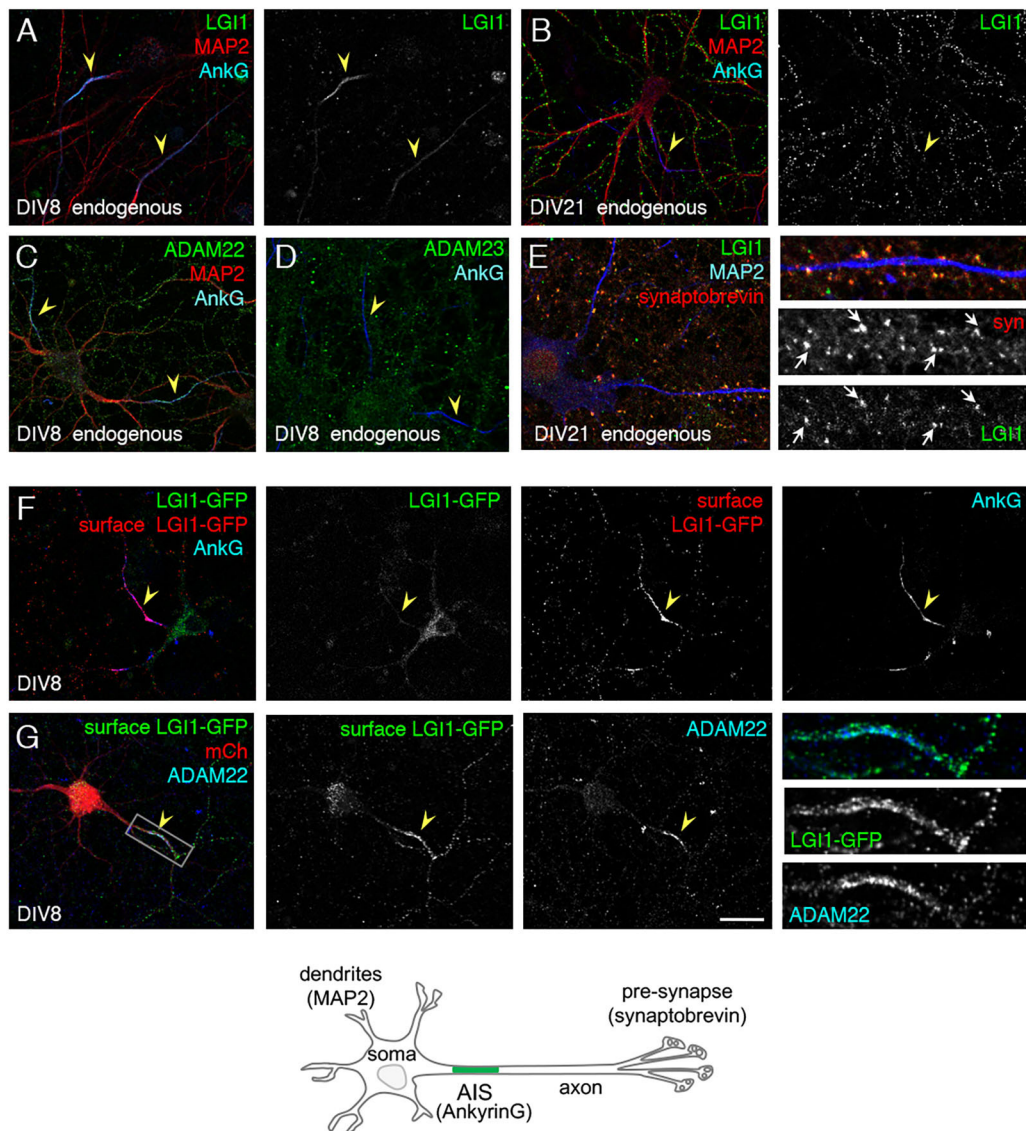 A
LGI1
MAP2
AnkG
DIV8 endogenous
LGI1
B
LGI1
MAP2
AnkG
DIV21 endogenous
LGI1
C
ADAM22
MAP2
AnkG
DIV8 endogenous
D
ADAM23
AnkG
DIV8 endogenous
E
LGI1
MAP2
synaptobrevin
DIV21 endogenous
syn
LGI1
F
LGI1-GFP
surface LGI1-GFP
AnkG
DIV8
LGI1-GFP
surface
LGI1-GFP
AnkG
G
surface LGI1-GFP
mCh
ADAM22
DIV8
surface LGI1-GFP
ADAM22
LGI1-GFP
ADAM22
dendrites
(MAP2)
soma
AIS
(AnkyrinG)
axon
pre-synapse
(synaptobrevin)